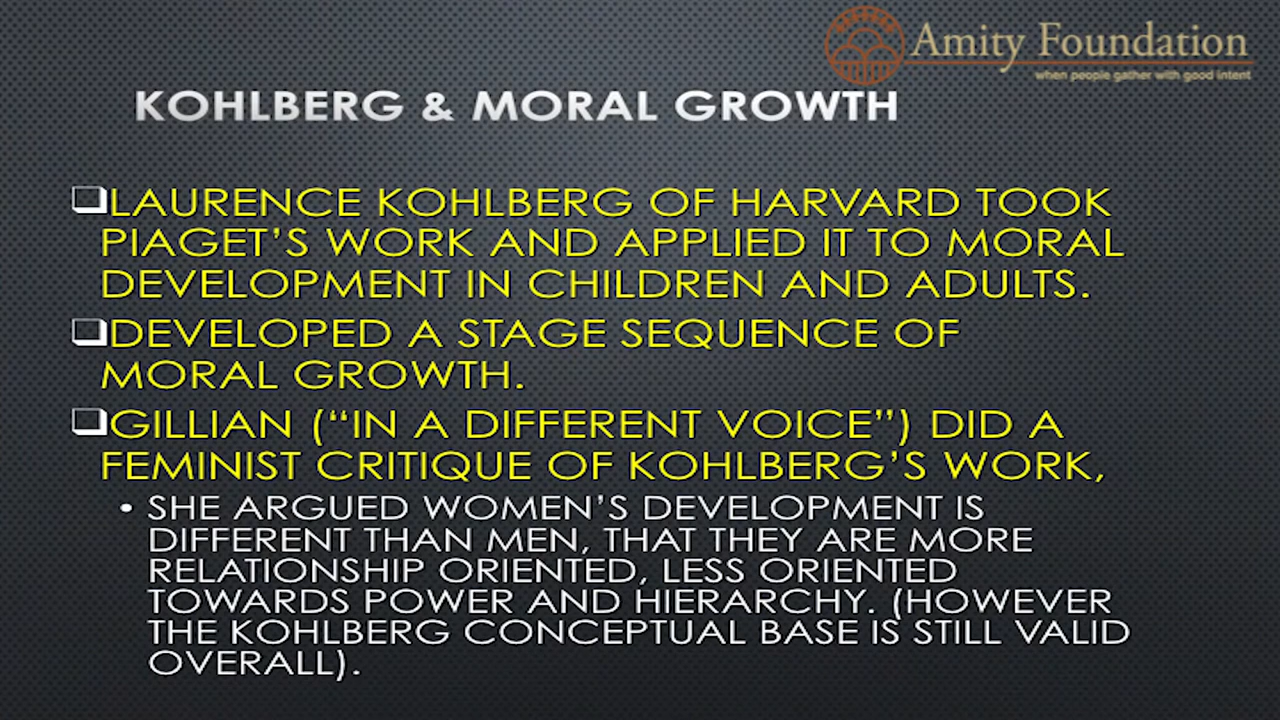 Amity Foundation
when people gather with good intent
KOHLBERG & MORAL GROWTH
LAURENCE KOHLBERG OF HARVARD TOOK
PIAGET’S WORK AND APPLIED IT TO MORAL
DEVELOPMENT IN CHILDREN AND ADULTS.
DEVELOPED A STAGE SEQUENCE OF
MORAL GROWTH.
GILLIAN (“IN A DIFFERENT VOICE”) DID A
FEMINIST CRITIQUE OF KOHLBERG’S WORK,
• SHE ARGUED WOMEN’S DEVELOPMENT IS
DIFFERENT THAN MEN, THAT THEY ARE MORE
RELATIONSHIP ORIENTED, LESS ORIENTED
TOWARDS POWER AND HIERARCHY. (HOWEVER
THE KOHLBERG CONCEPTUAL BASE IS STILL VALID
OVERALL).